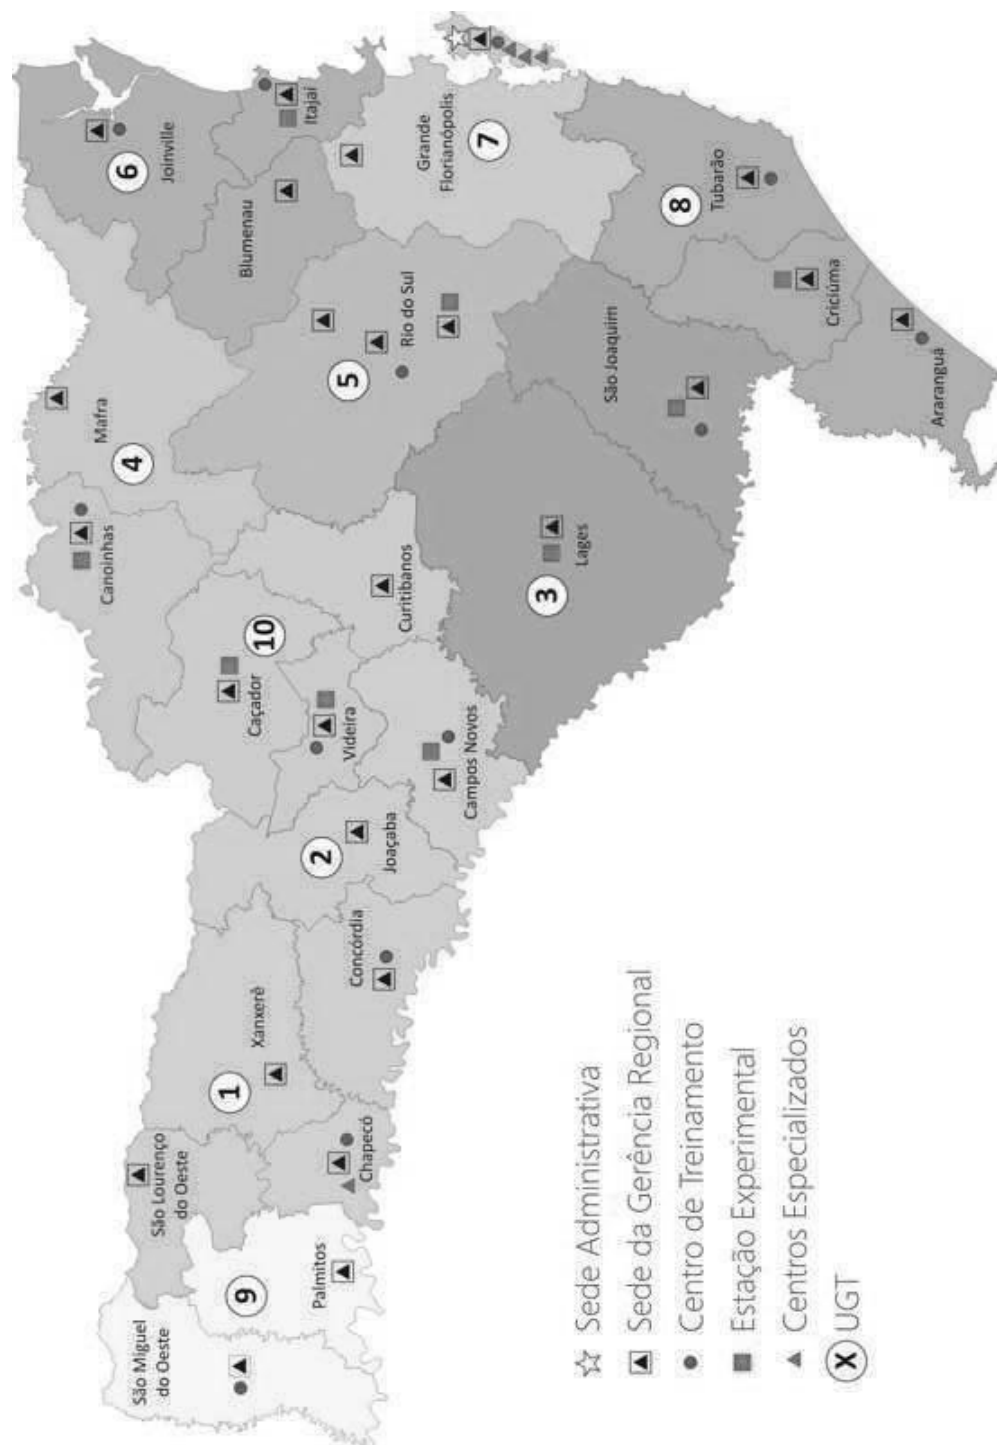 São Miguel
do Oeste
9
Palmitos
São Lourenço
do Oeste
Chapecó
1
Xanxerê
Concórdia
2
Joaçaba
Caçador
10
Videira
Campos Novos
Curitibanos
Canoinhas
4
Mafra
3
Lages
São Joaquim
5
Rio do Sul
Blumenau
6
Joinville
Itajaí
Grande
Florianópolis
7
8
Tubarão
Criciúma
Araranguá
Sede Administrativa
Sede da Gerência Regional
Centro de Treinamento
Estação Experimental
Centros Especializados
X UGT